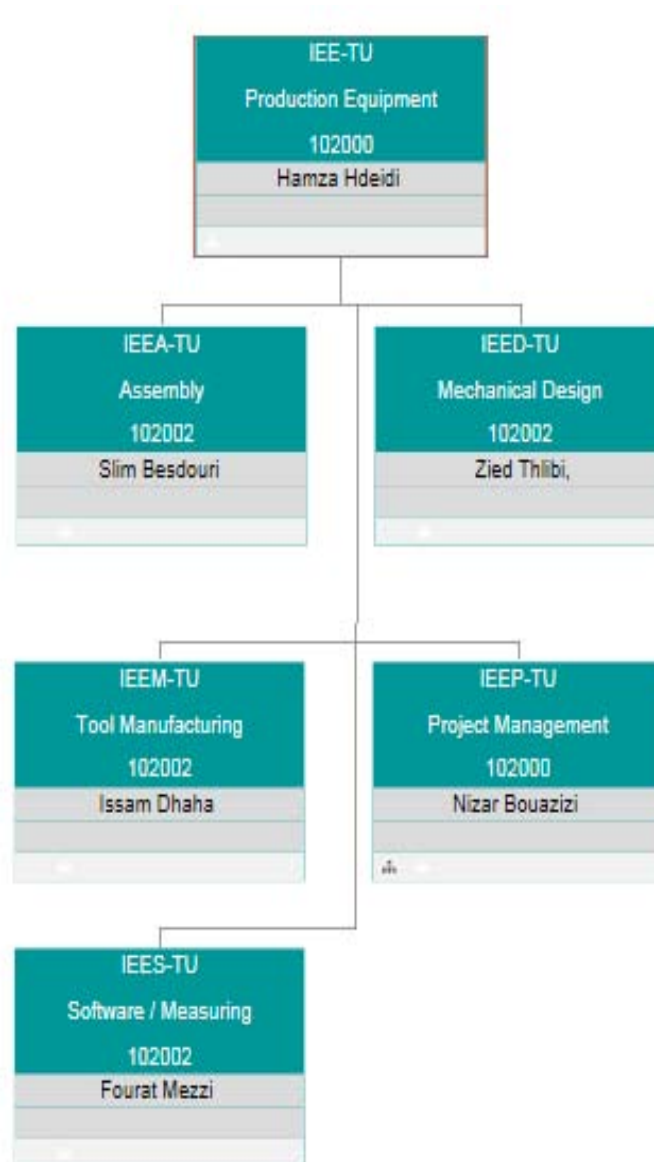 IEE-TU
Production Equipment
102000
Hamza Hdeidi
IEEA-TU
Assembly
102002
Slim Besdouri
IEED-TU
Mechanical Design
102002
Zied Thlibi,
IEEM-TU
Tool Manufacturing
102002
Issam Dhaha
IEEP-TU
Project Management
102000
Nizar Bouazizi
IEES-TU
Software / Measuring
102002
Fourat Mezzi